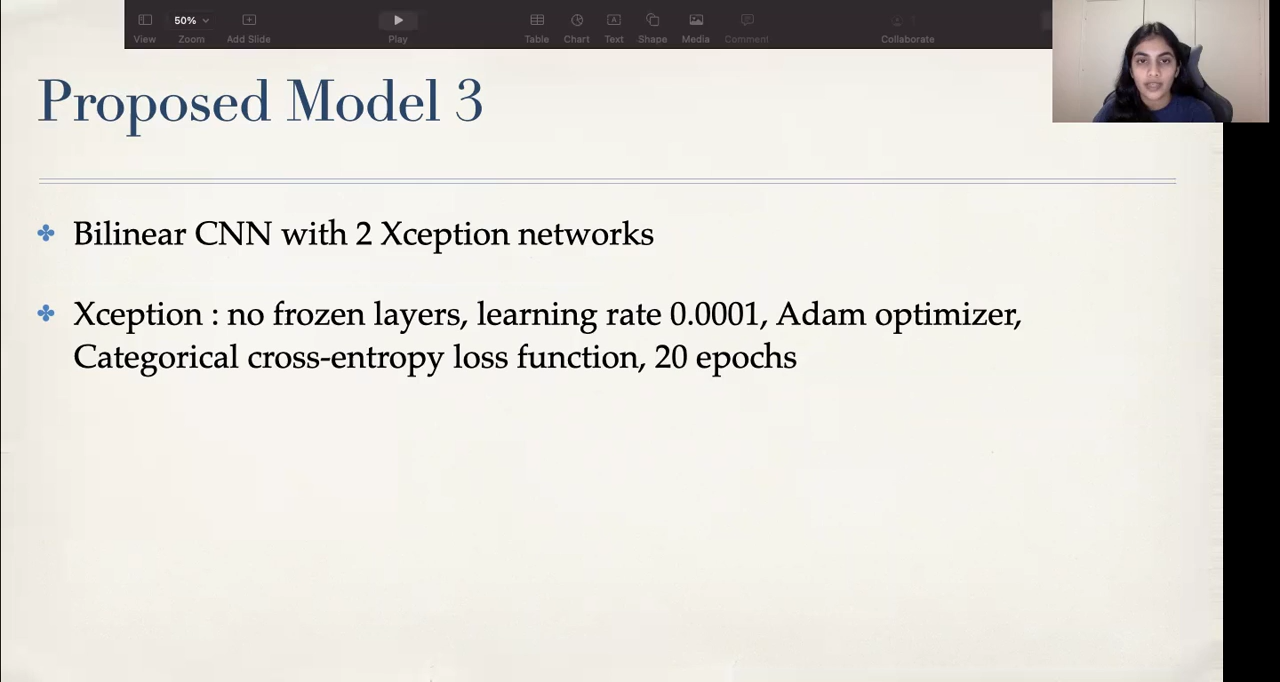 50%
View
Zoom
Add Slide
Play
Table
Chart
Text
Shape
Media
Comment
Collaborate
Proposed Model 3
Bilinear CNN with 2 Xception networks
Xception : no frozen layers, learning rate 0.0001, Adam optimizer,
Categorical cross-entropy loss function, 20 epochs